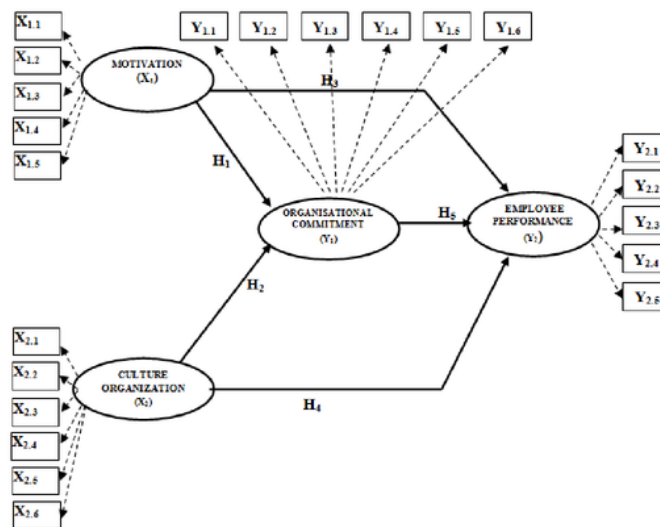 X1.1
X1.2
X1.3
X1.4
X1.5
Y1.1
Y1.2
Y1.3
Y1.4
Y1.5
Y1.6
MOTIVATION
(X1)
H3
H1
ORGANISATIONAL
COMMITMENT
(Y1)
H5
EMPLOYEE
PERFORMANCE
(Y2)
Y2.1
Y2.2
Y2.3
Y2.4
Y2.5
H2
X2.1
X2.2
X2.3
X2.4
X2.5
X2.6
CULTURE
ORGANIZATION
(X2)
H4